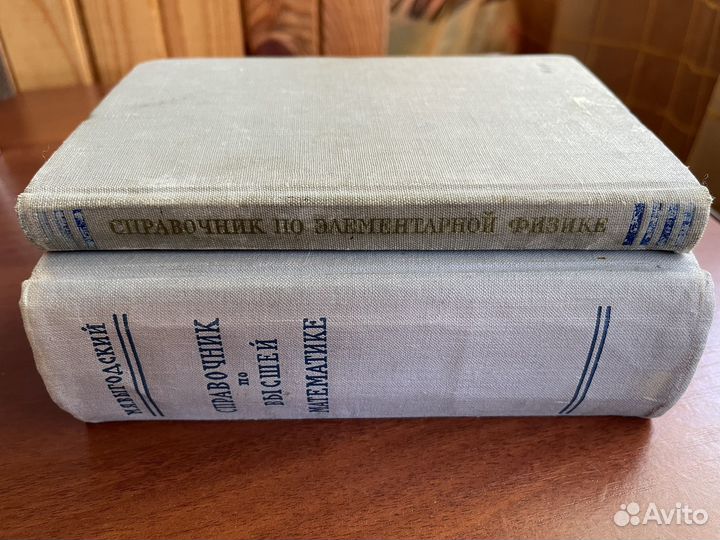 СПРАВОЧНИК ПО ЭЛЕМЕНТАРНОЙ ФИЗИКЕ
М.Я.ВЫГОДСКИЙ
СПРАВОЧНИК
ПО
ВЫСШЕЙ
МАТЕМАТИКЕ
Avito